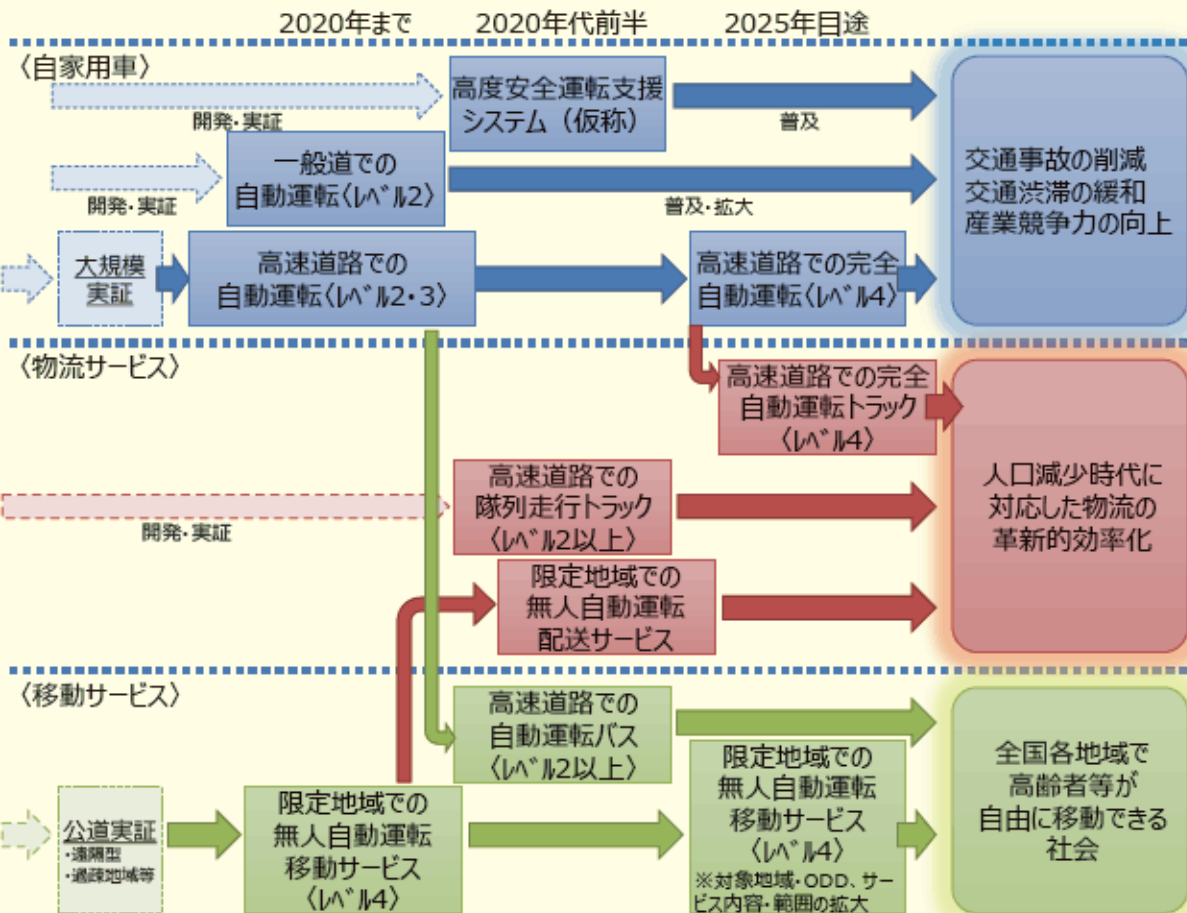 2020年まで
2020年代前半
2025年目途
〈自家用車〉
開発・実証
高度安全運転支援
システム（仮称）
普及
開発・実証
一般道での
自動運転〈レベル2〉
普及・拡大
大規模
実証
高速道路での
自動運転〈レベル2・3〉
高速道路での完全
自動運転〈レベル4〉
交通事故の削減
交通渋滞の緩和
産業競争力の向上
〈物流サービス〉
高速道路での完全
自動運転トラック
〈レベル4〉
開発・実証
高速道路での
隊列走行トラック
〈レベル2以上〉
限定地域での
無人自動運転
配送サービス
人口減少時代に
対応した物流の
革新的効率化
〈移動サービス〉
高速道路での
自動運転バス
〈レベル2以上〉
公道実証
・遠隔型
・過疎地域等
限定地域での
無人自動運転
移動サービス
〈レベル4〉
限定地域での
無人自動運転
移動サービス
〈レベル4〉
※対象地域・ODD、サー
ビス内容・範囲の拡大
全国各地域で
高齢者等が
自由に移動できる
社会